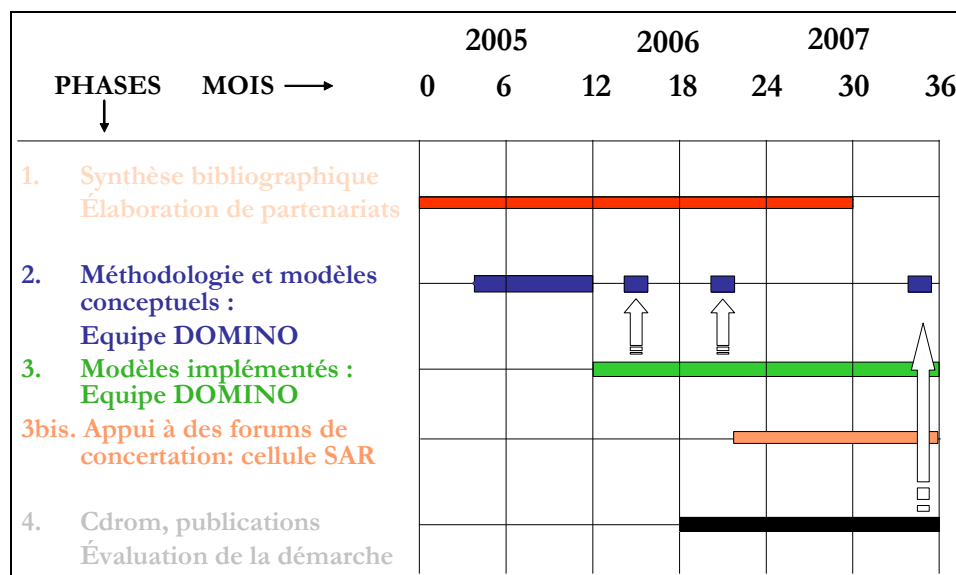 2005 2006 2007
PHASES MOIS 0 6 12 18 24 30 36
1. Synthèse bibliographique
Élaboration de partenariats
2. Méthodologie et modèles
conceptuels :
Equipe DOMINO
3. Modèles implémentés :
Equipe DOMINO
3bis. Appui à des forums de
concertation: cellule SAR
4. Cdrom, publications
Évaluation de la démarche